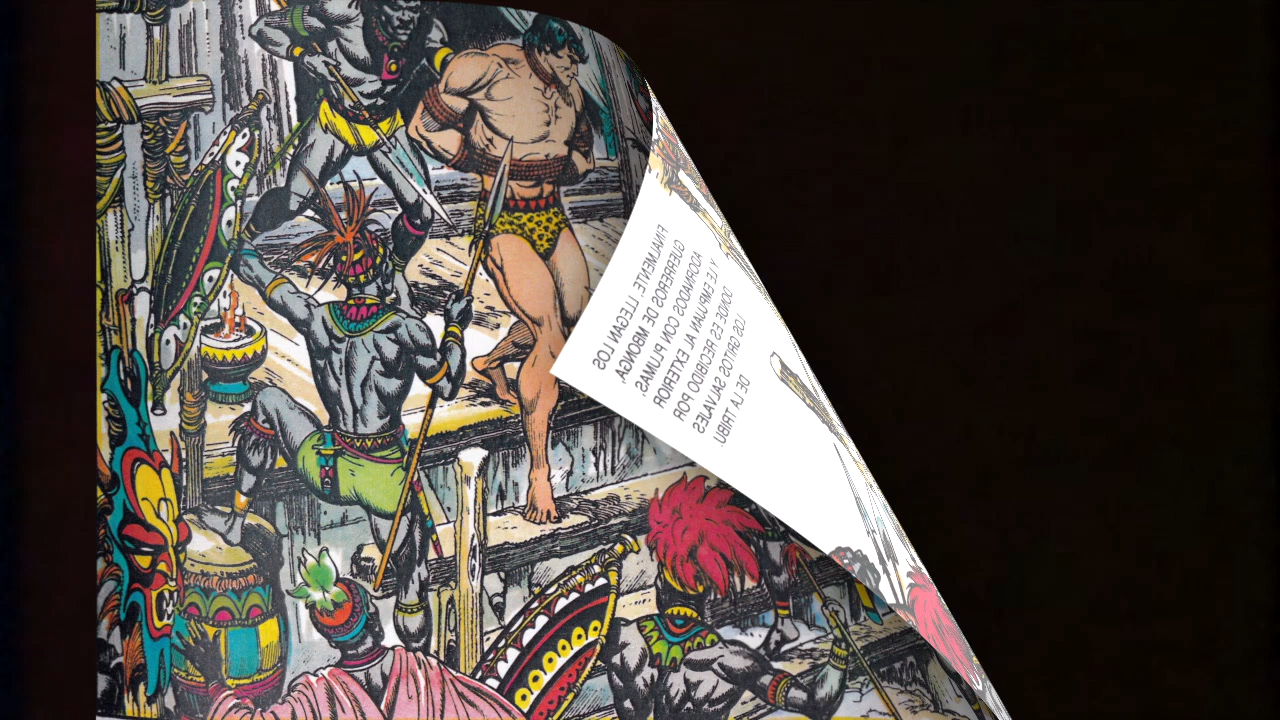 FINALMENTE LLEGAN LOS
GUERREROS DE MBONGA,
ADORNADOS CON PLUMAS,
Y LE EMPUJAN AL EXTERIOR
DONDE ES RECIBIDO POR
LOS GRITOS SALVAJES
DE LA TRIBU.